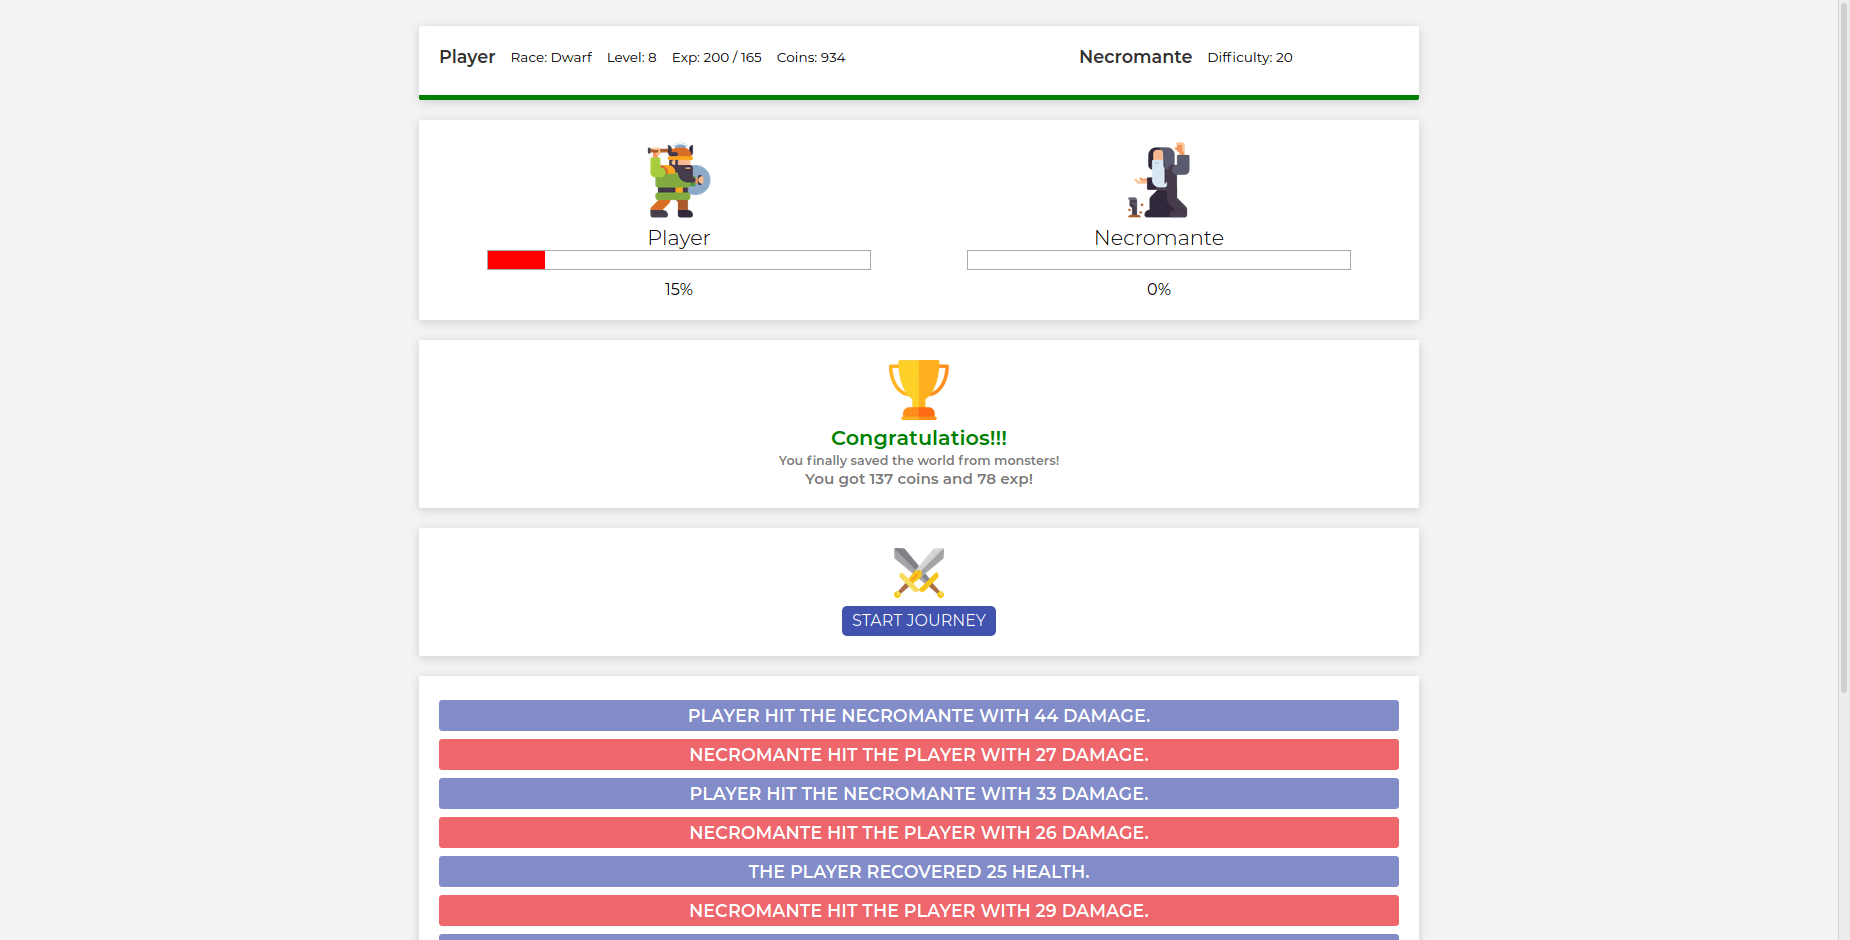 Player Race: Dwarf Level: 8 Exp: 200 / 165 Coins: 934 Necromante Difficulty: 20
Player Necromante
15% 0%
Congratulatios!!!
You finally saved the world from monsters!
You got 137 coins and 78 exp!
START JOURNEY
PLAYER HIT THE NECROMANTE WITH 44 DAMAGE.
NECROMANTE HIT THE PLAYER WITH 27 DAMAGE.
PLAYER HIT THE NECROMANTE WITH 33 DAMAGE.
NECROMANTE HIT THE PLAYER WITH 26 DAMAGE.
THE PLAYER RECOVERED 25 HEALTH.
NECROMANTE HIT THE PLAYER WITH 29 DAMAGE.